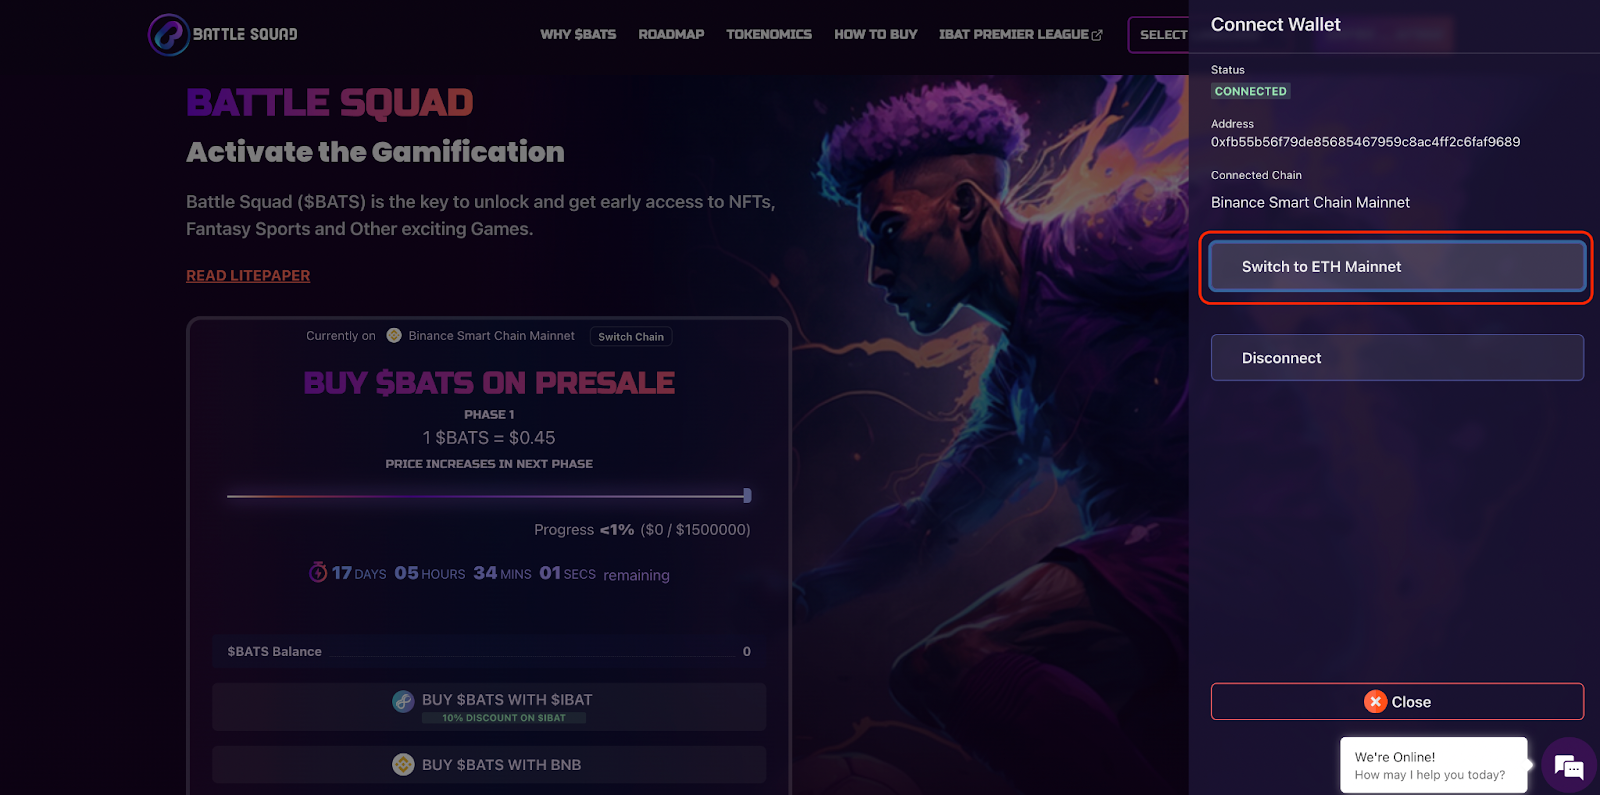 BATTLE SQUAD
WHY $BATS
ROADMAP
TOKENOMICS
HOW TO BUY
IBAT PREMIER LEAGUE
SELECT
BATTLE SQUAD
Activate the Gamification
Battle Squad ($BATS) is the key to unlock and get early access to NFTs,
Fantasy Sports and Other exciting Games.
READ LITEPAPER
Currently on Binance Smart Chain Mainnet Switch Chain
BUY $BATS ON PRESALE
PHASE 1
1 $BATS = $0.45
PRICE INCREASES IN NEXT PHASE
Progress <1% ($0 / $1500000)
17 DAYS 05 HOURS 34 MINS 01 SECS remaining
$BATS Balance 0
BUY $BATS WITH $IBAT
10% DISCOUNT ON $IBAT
BUY $BATS WITH BNB
Connect Wallet
Status
CONNECTED
Address
0xfb55b56f79de85685467959c8ac4ff2c6faf9689
Connected Chain
Binance Smart Chain Mainnet
Switch to ETH Mainnet
Disconnect
Close
We're Online!
How may I help you today?